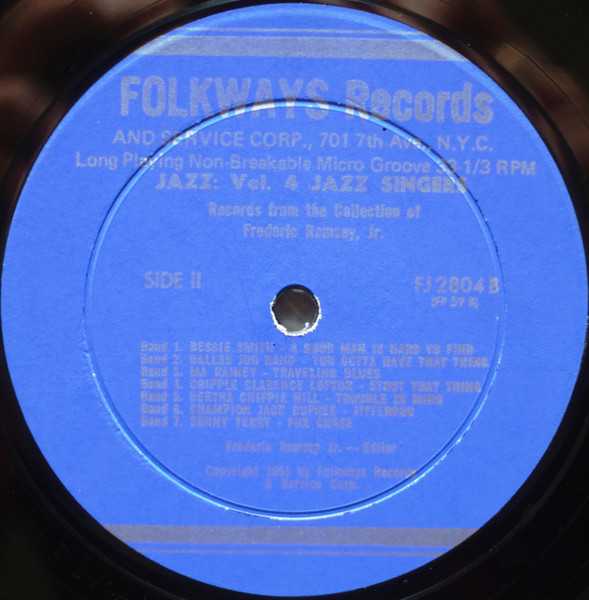 FOLKWAYS Records
AND SERVICE CORP., 701 7th Ave, N.Y.C.
Long Playing Non-Breakable Micro Groove 33 1/3 RPM
JAZZ: Vol. 4 JAZZ SINGERS
Records from the Collection of
Frederic Ramsey, Jr.
SIDE II
FJ 2804 B
(FP 59 B)
Band 1. BESSIE SMITH - A GOOD MAN IS HARD TO FIND
Band 2. DALLAS JUG BAND - YOU GOTTA HAVE THAT THING
Band 3. MA RAINEY - TRAVELING BLUES
Band 4. CRIPPLE CLARENCE LOFTON - STRUT THAT THING
Band 5. BERTHA CHIPPIE HILL - TROUBLE IN MIND
Band 6. CHAMPION JACK DUPREE - JITTERBUG
Band 7. SONNY TERRY - FOX CHASE
Frederic Ramsey Jr. — Editor
Copyright 1951 by Folkways Records
& Service Corp.